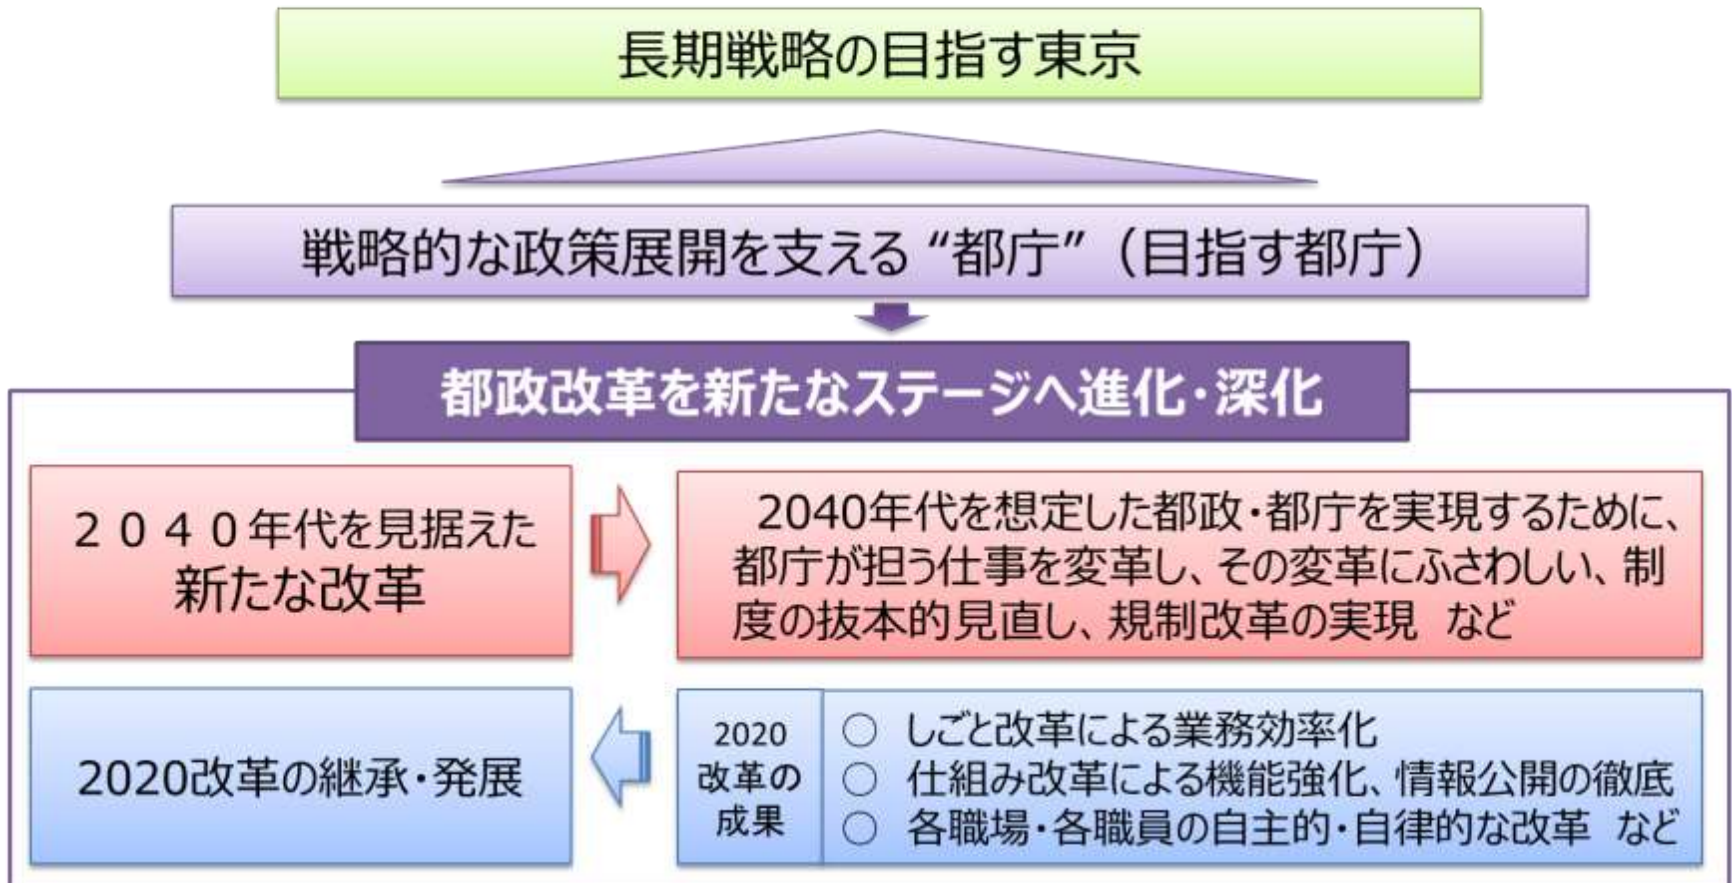 長期戦略の目指す東京
戦略的な政策展開を支える “都庁”（目指す都庁）
都政改革を新たなステージへ進化・深化
２０４０年代を見据えた
新たな改革
2040年代を想定した都政・都庁を実現するために、
都庁が担う仕事を変革し、その変革にふさわしい、制
度の抜本的見直し、規制改革の実現　など
2020改革の継承・発展
2020
改革の
成果
○ しごと改革による業務効率化
○ 仕組み改革による機能強化、情報公開の徹底
○ 各職場・各職員の自主的・自律的な改革　など